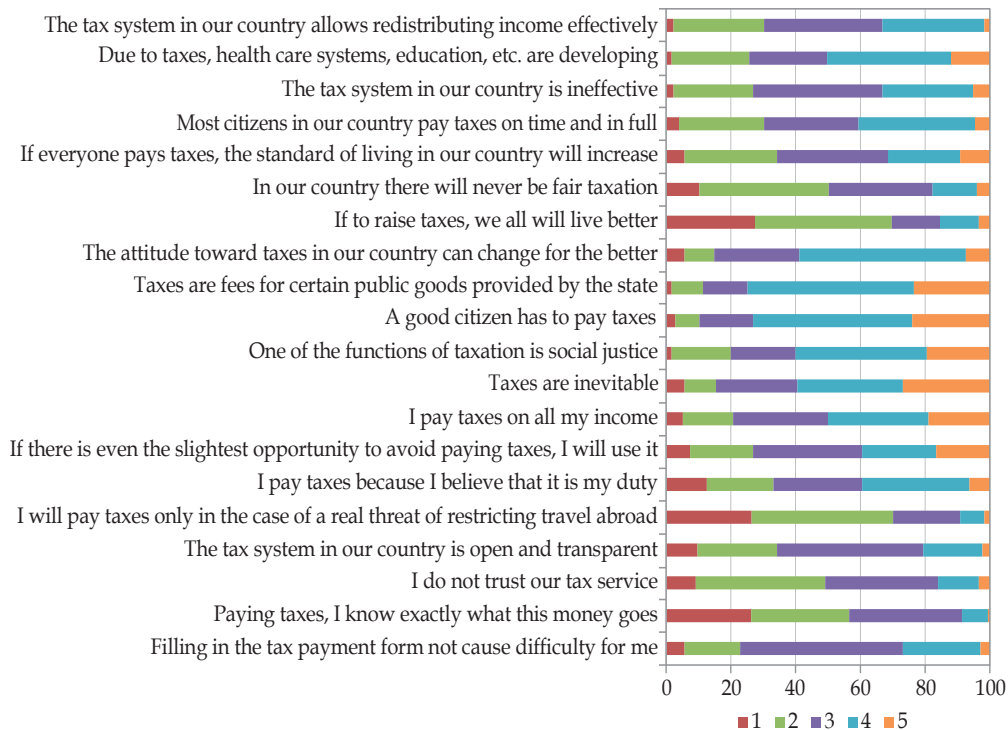 The tax system in our country allows redistributing income effectively
Due to taxes, health care systems, education, etc. are developing
The tax system in our country is ineffective
Most citizens in our country pay taxes on time and in full
If everyone pays taxes, the standard of living in our country will increase
In our country there will never be fair taxation
If to raise taxes, we all will live better
The attitude toward taxes in our country can change for the better
Taxes are fees for certain public goods provided by the state
A good citizen has to pay taxes
One of the functions of taxation is social justice
Taxes are inevitable
I pay taxes on all my income
If there is even the slightest opportunity to avoid paying taxes, I will use it
I pay taxes because I believe that it is my duty
I will pay taxes only in the case of a real threat of restricting travel abroad
The tax system in our country is open and transparent
I do not trust our tax service
Paying taxes, I know exactly what this money goes
Filling in the tax payment form not cause difficulty for me
0 20 40 60 80 100
1 2 3 4 5